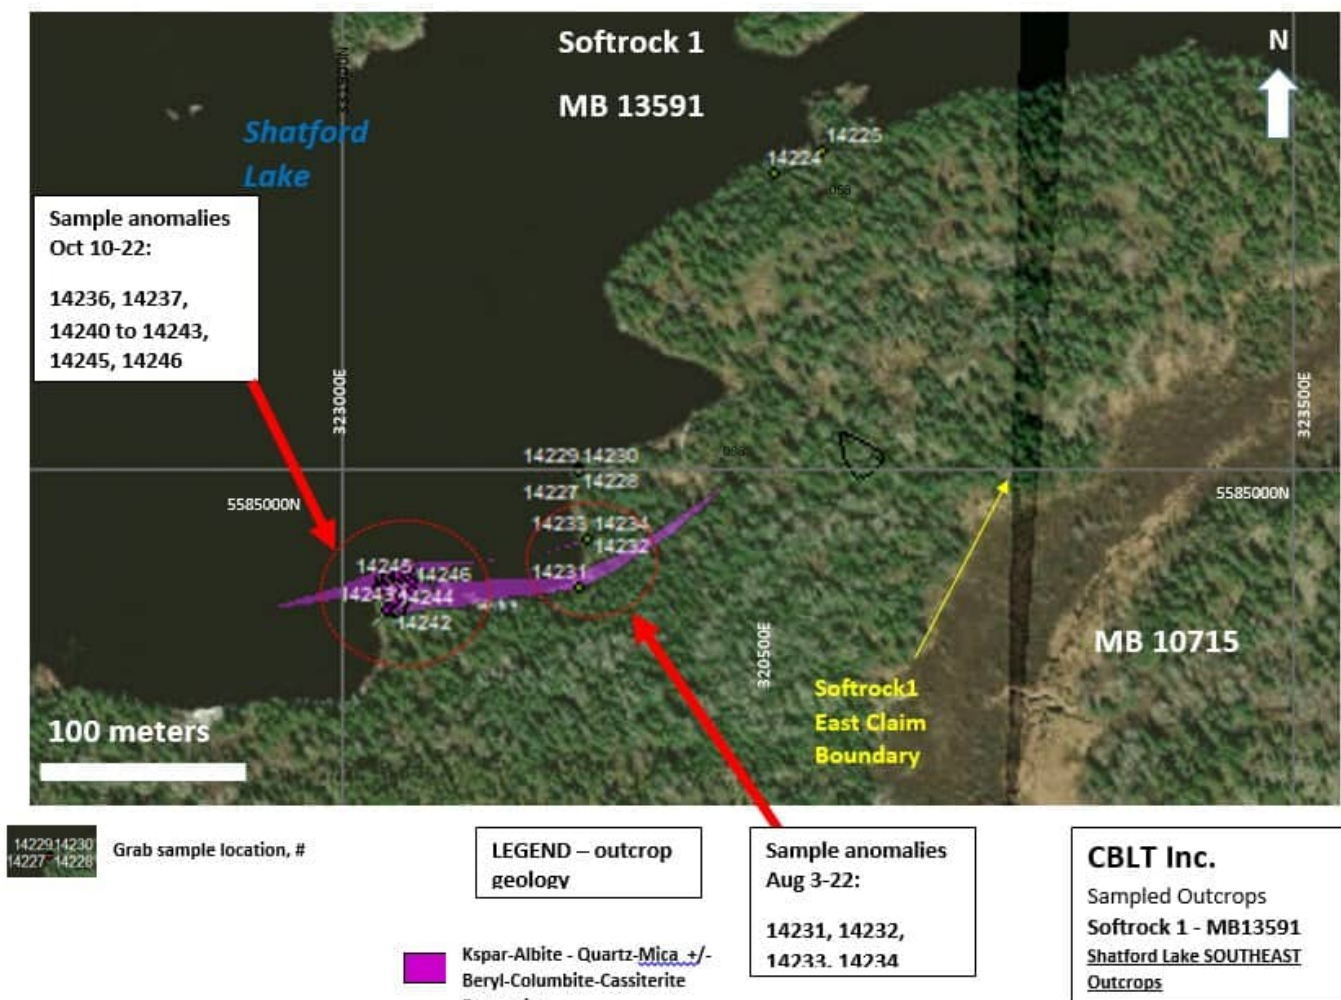 Softrock 1
MB 13591
N
Shatford
Lake
14225
14224
Sample anomalies
Oct 10-22:
14236, 14237,
14240 to 14243,
14245, 14246
323000E
323500E
14229 14230
14228
14227
5585000N
5585000N
14233 14234
14232
14231
14245
14246
14243 14244
14242
320500E
MB 10715
Softrock1
East Claim
Boundary
100 meters
14229 14230
14227 14228
Grab sample location, #
LEGEND – outcrop
geology
Sample anomalies
Aug 3-22:
14231, 14232,
14233, 14234
CBLT Inc.
Sampled Outcrops
Softrock 1 - MB13591
Shatford Lake SOUTHEAST
Outcrops
Kspar-Albite - Quartz-Mica +/-
Beryl-Columbite-Cassiterite